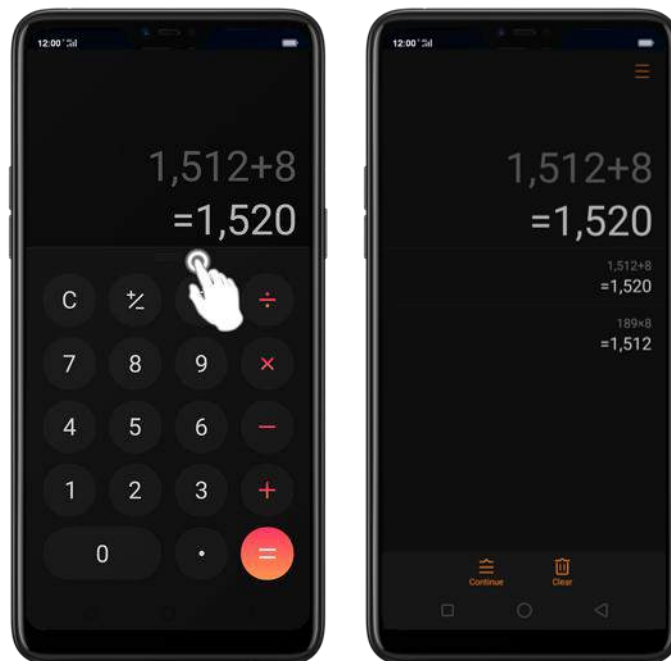 12:00
1,512+8
=1,520
C +/− ÷
7 8 9 ×
4 5 6 −
1 2 3 +
0 . =
12:00
1,512+8
=1,520
1,512+8
=1,520
189×8
=1,512
Continue Clear